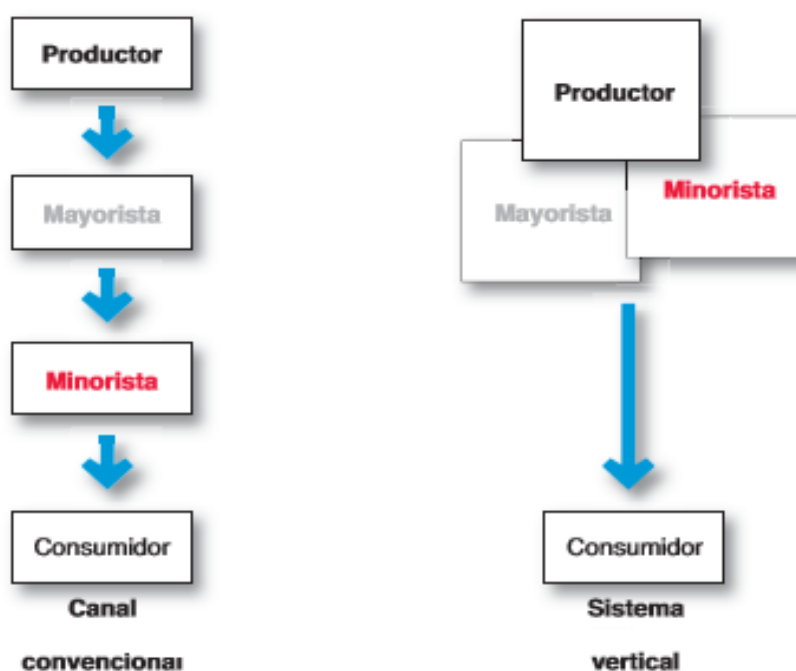 Productor
Mayorista
Minorista
Consumidor
Canal
convencional
Productor
Minorista
Mayorista
Consumidor
Sistema
vertical